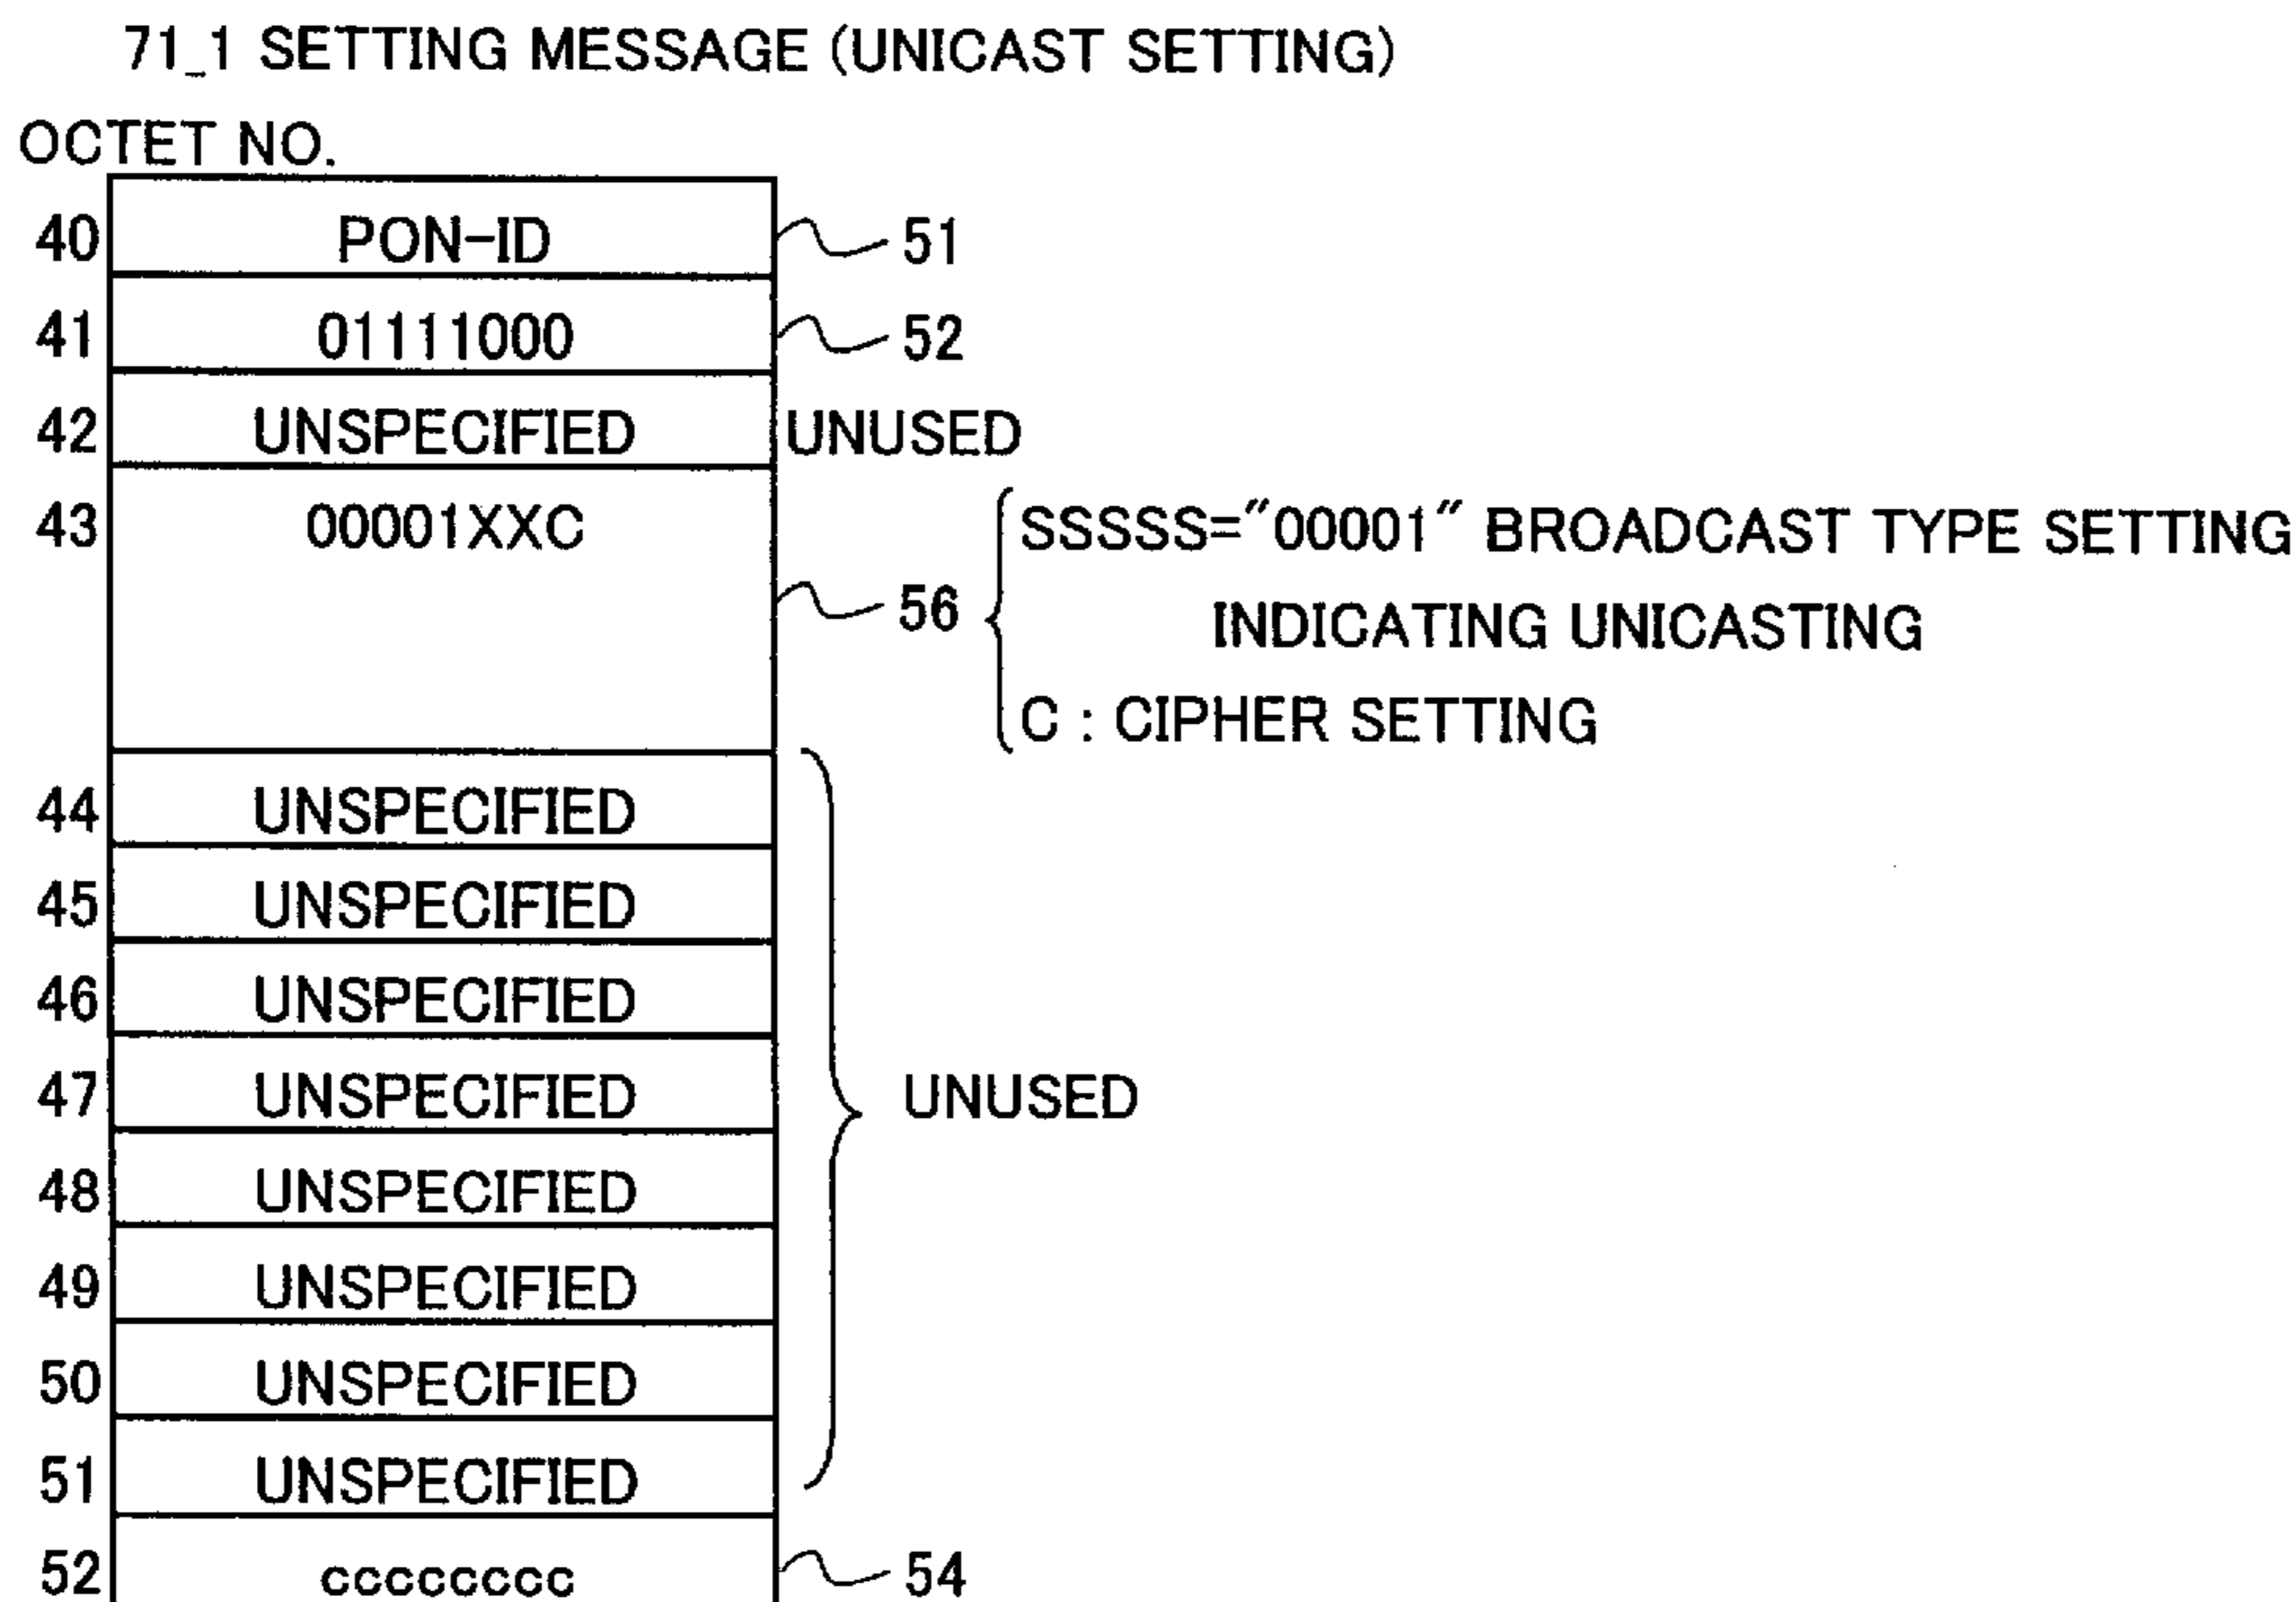 71_1 SETTING MESSAGE (UNICAST SETTING)
OCTET NO.
40 PON-ID 51
41 01111000 52
42 UNSPECIFIED UNUSED
43 00001XXC SSSSS="00001" BROADCAST TYPE SETTING
56 INDICATING UNICASTING
C : CIPHER SETTING
44 UNSPECIFIED
45 UNSPECIFIED
46 UNSPECIFIED
47 UNSPECIFIED UNUSED
48 UNSPECIFIED
49 UNSPECIFIED
50 UNSPECIFIED
51 UNSPECIFIED
52 cccccccc 54